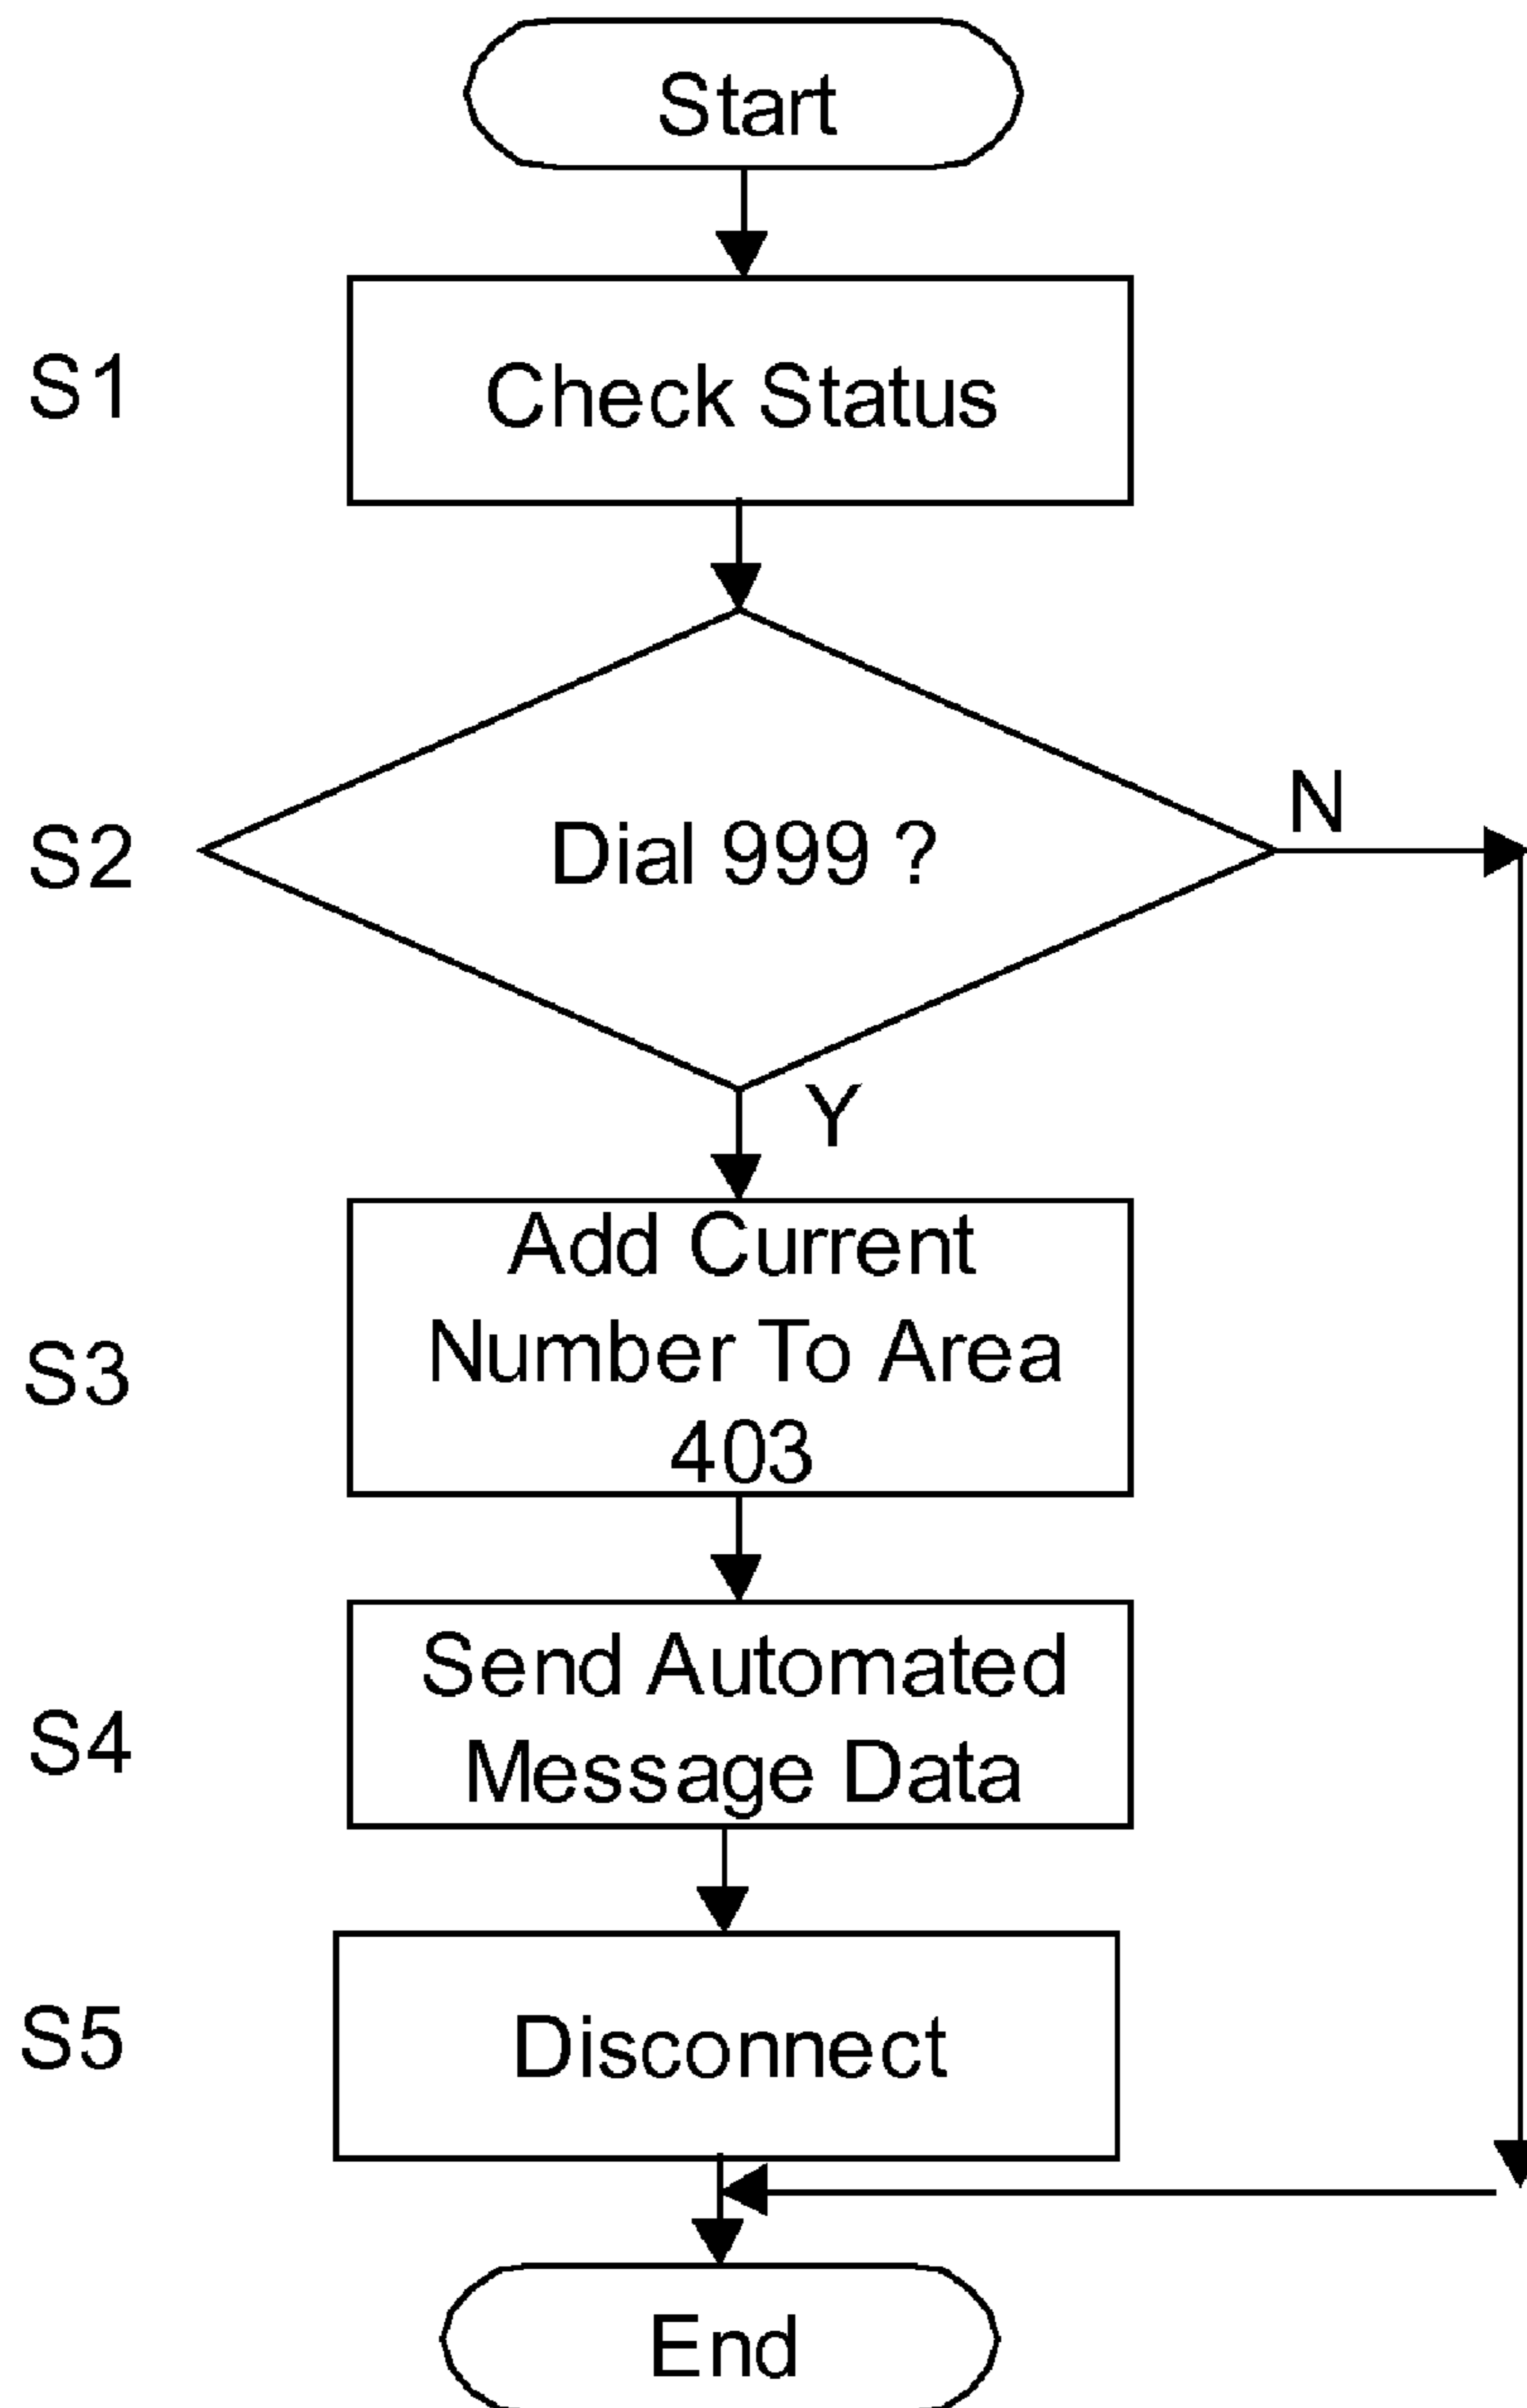 Start
S1
Check Status
S2
Dial 999 ?
N
Y
S3
Add Current
Number To Area
403
S4
Send Automated
Message Data
S5
Disconnect
End